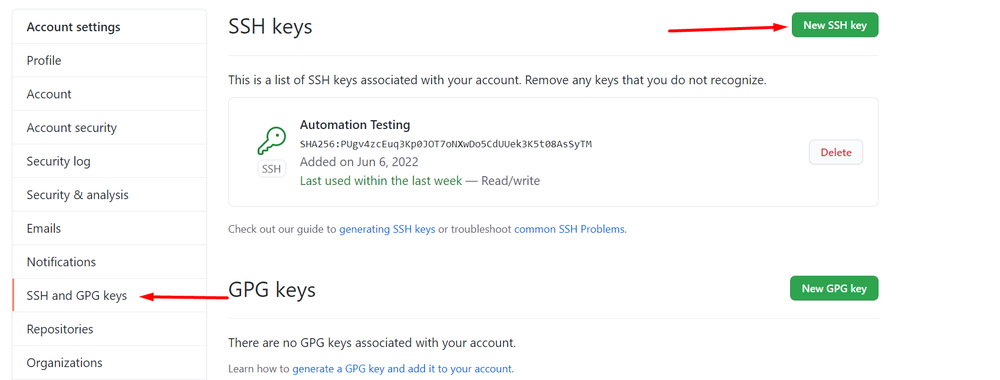 Account settings
Profile
Account
Account security
Security log
Security & analysis
Emails
Notifications
SSH and GPG keys
Repositories
Organizations
SSH keys
New SSH key
This is a list of SSH keys associated with your account. Remove any keys that you do not recognize.
Automation Testing
SHA256:PUgv4zcEuq3Kp0JOT7oNXwDo5CdUUek3K5t08AsSyTM
Added on Jun 6, 2022
Last used within the last week — Read/write
SSH
Delete
Check out our guide to generating SSH keys or troubleshoot common SSH Problems.
GPG keys
New GPG key
There are no GPG keys associated with your account.
Learn how to generate a GPG key and add it to your account.